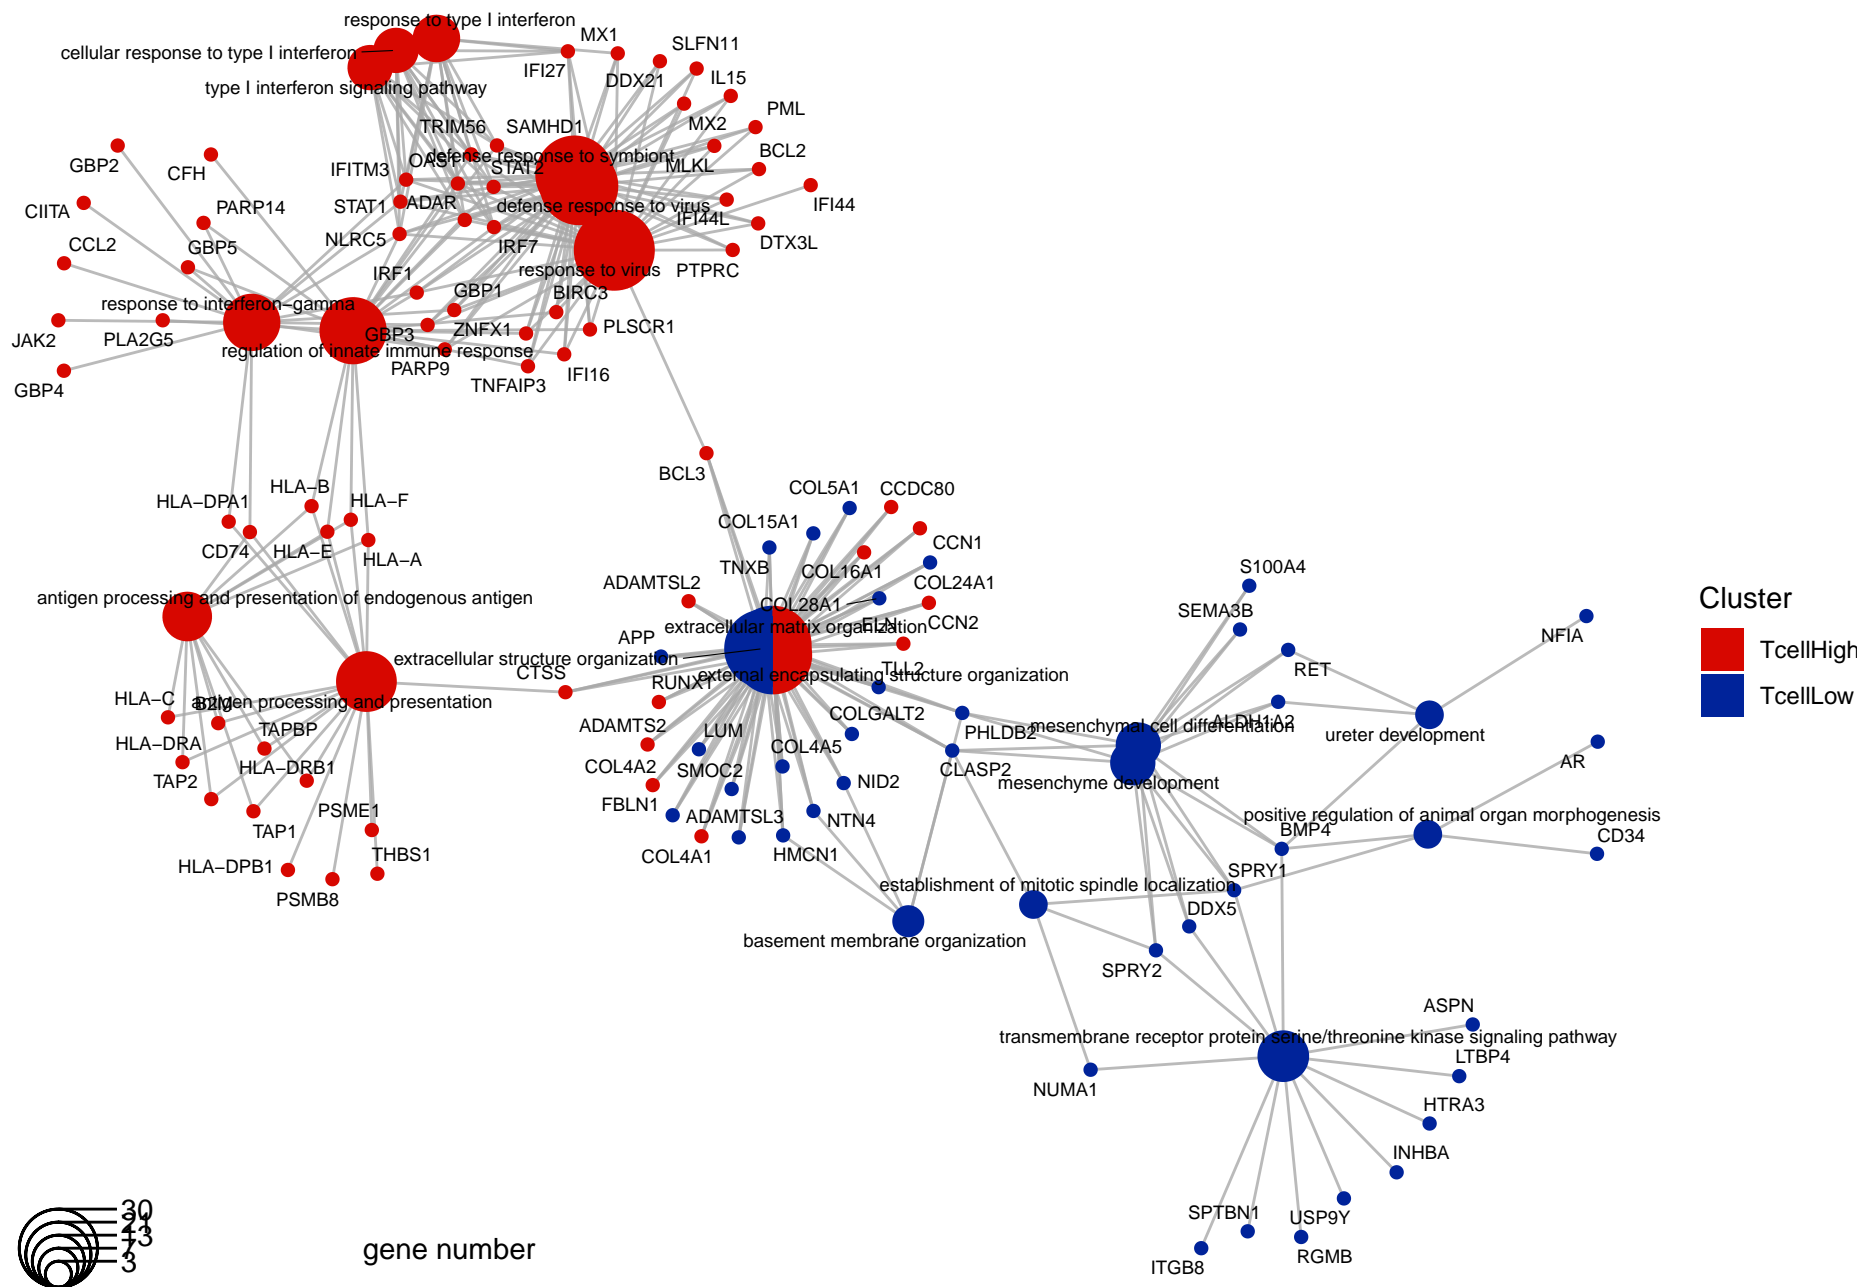 response to type I interferon
cellular response to type I interferon
type I interferon signaling pathway
MX1
IFI27
SLFN11
DDX21
IL15
MX2
PML
BCL2
MLKL
IFI44
IFI44L
DTX3L
PTPRC
TRIM56
SAMHD1
defense response to symbiont
OAS1
STAT2
IFITM3
STAT1
ADAR
defense response to virus
NLRC5
IRF7
IRF1
response to virus
GBP2
CFH
CIITA
PARP14
CCL2
GBP5
response to interferon−gamma
JAK2
PLA2G5
GBP4
GBP1
BIRC3
GBP3
ZNFX1
PLSCR1
regulation of innate immune response
PARP9
TNFAIP3
IFI16
BCL3
HLA−DPA1
HLA−B
HLA−F
CD74
HLA−E
HLA−A
antigen processing and presentation of endogenous antigen
HLA−C
B2M
antigen processing and presentation
TAPBP
HLA−DRA
HLA−DRB1
TAP2
TAP1
PSME1
THBS1
HLA−DPB1
PSMB8
COL5A1
CCDC80
COL15A1
CCN1
TNXB
COL16A1
COL24A1
ADAMTSL2
COL28A1
CCN2
ELN
extracellular matrix organization
APP
extracellular structure organization
TLL2
external encapsulating structure organization
CTSS
RUNX1
COLGALT2
ADAMTS2
LUM
PHLDB2
COL4A5
COL4A2
SMOC2
CLASP2
NID2
FBLN1
ADAMTSL3
NTN4
COL4A1
HMCN1
S100A4
SEMA3B
NFIA
RET
ALDH1A2
mesenchymal cell differentiation
ureter development
mesenchyme development
AR
positive regulation of animal organ morphogenesis
BMP4
CD34
SPRY1
establishment of mitotic spindle localization
DDX5
basement membrane organization
SPRY2
ASPN
transmembrane receptor protein serine/threonine kinase signaling pathway
LTBP4
NUMA1
HTRA3
INHBA
SPTBN1
USP9Y
ITGB8
RGMB
Cluster
TcellHigh
TcellLow
30
21
13
7
3
gene number